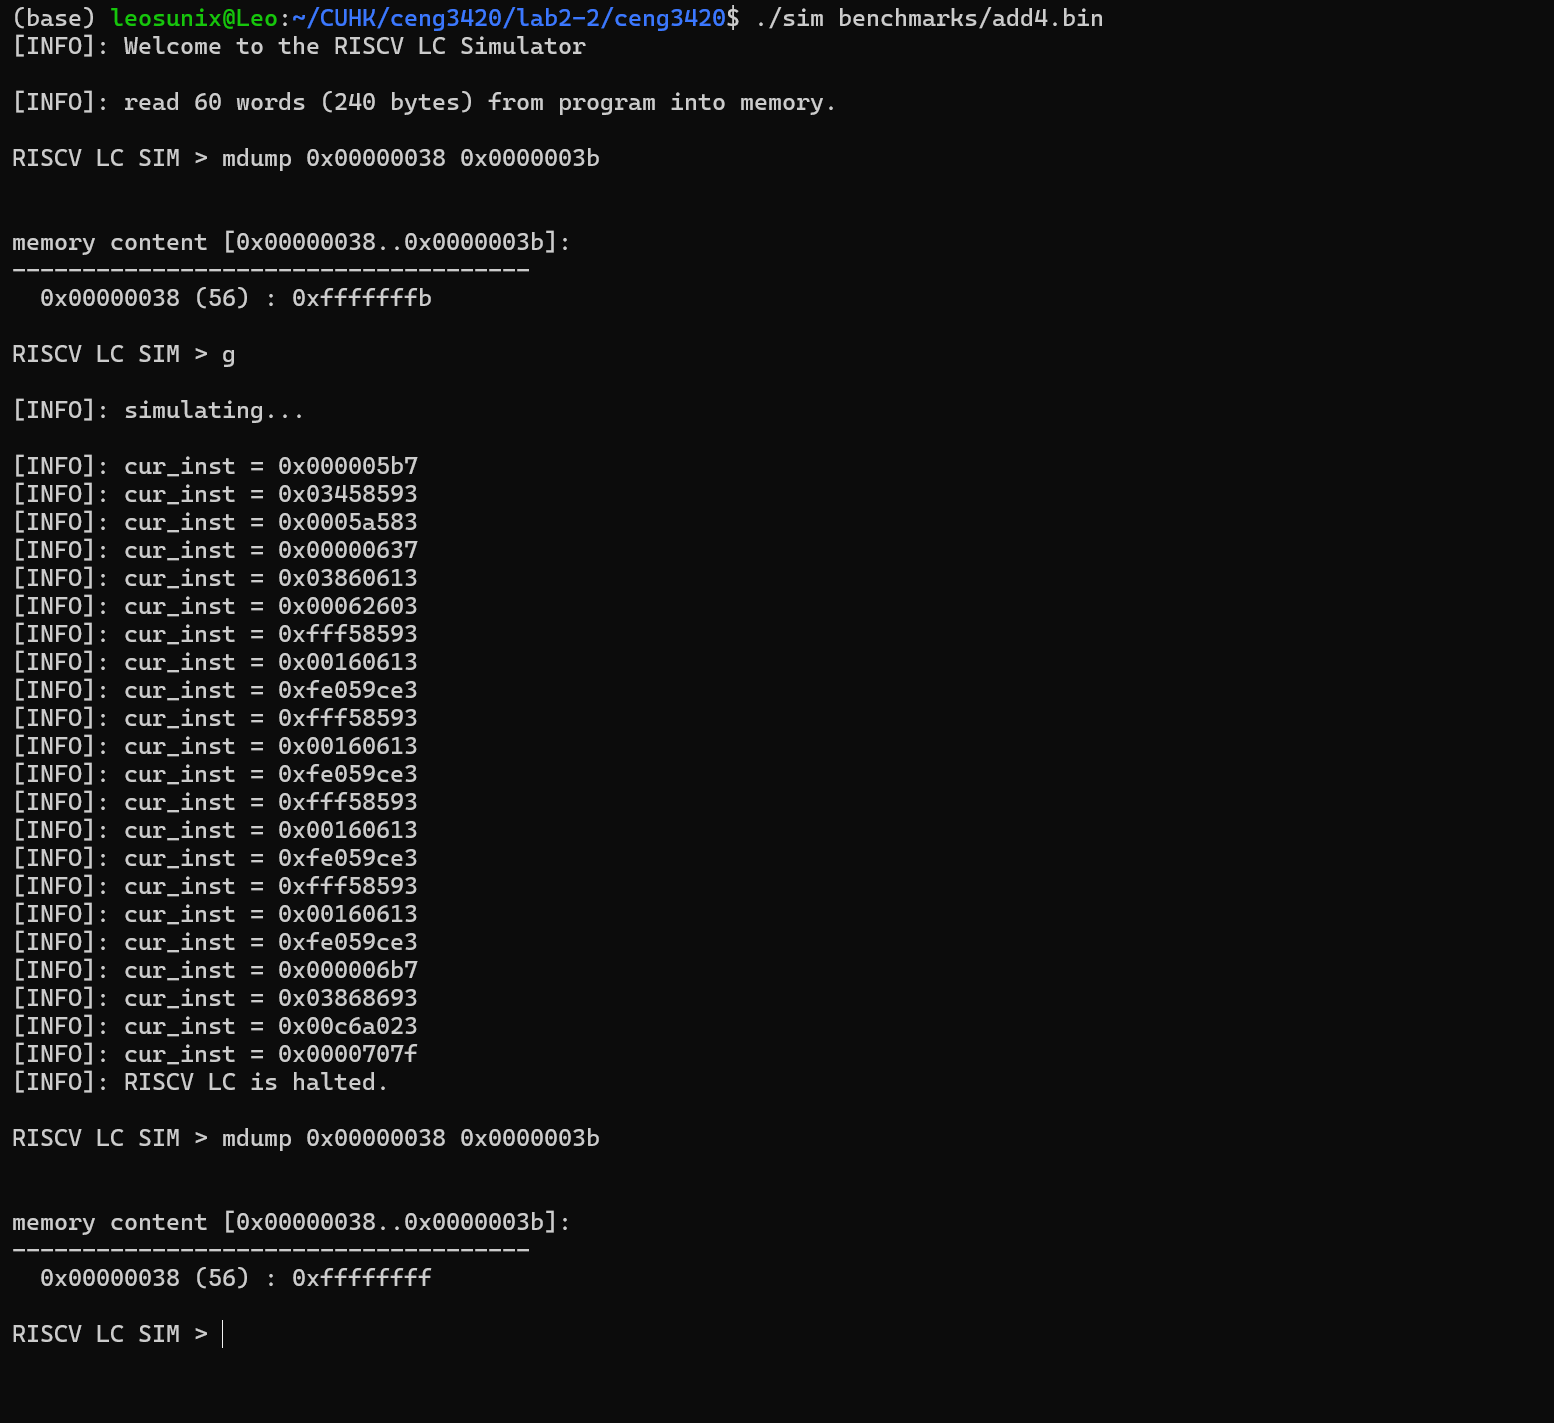 (base) leosunix@Leo:~/CUHK/ceng3420/lab2-2/ceng3420$ ./sim benchmarks/add4.bin
[INFO]: Welcome to the RISCV LC Simulator
[INFO]: read 60 words (240 bytes) from program into memory.
RISCV LC SIM > mdump 0x00000038 0x0000003b
memory content [0x00000038..0x0000003b]:
-------------------------------------
  0x00000038 (56) : 0xfffffffb
RISCV LC SIM > g
[INFO]: simulating...
[INFO]: cur_inst = 0x000005b7
[INFO]: cur_inst = 0x03458593
[INFO]: cur_inst = 0x0005a583
[INFO]: cur_inst = 0x00000637
[INFO]: cur_inst = 0x03860613
[INFO]: cur_inst = 0x00062603
[INFO]: cur_inst = 0xfff58593
[INFO]: cur_inst = 0x00160613
[INFO]: cur_inst = 0xfe059ce3
[INFO]: cur_inst = 0xfff58593
[INFO]: cur_inst = 0x00160613
[INFO]: cur_inst = 0xfe059ce3
[INFO]: cur_inst = 0xfff58593
[INFO]: cur_inst = 0x00160613
[INFO]: cur_inst = 0xfe059ce3
[INFO]: cur_inst = 0xfff58593
[INFO]: cur_inst = 0x00160613
[INFO]: cur_inst = 0xfe059ce3
[INFO]: cur_inst = 0x000006b7
[INFO]: cur_inst = 0x03868693
[INFO]: cur_inst = 0x00c6a023
[INFO]: cur_inst = 0x0000707f
[INFO]: RISCV LC is halted.
RISCV LC SIM > mdump 0x00000038 0x0000003b
memory content [0x00000038..0x0000003b]:
-------------------------------------
  0x00000038 (56) : 0xffffffff
RISCV LC SIM >